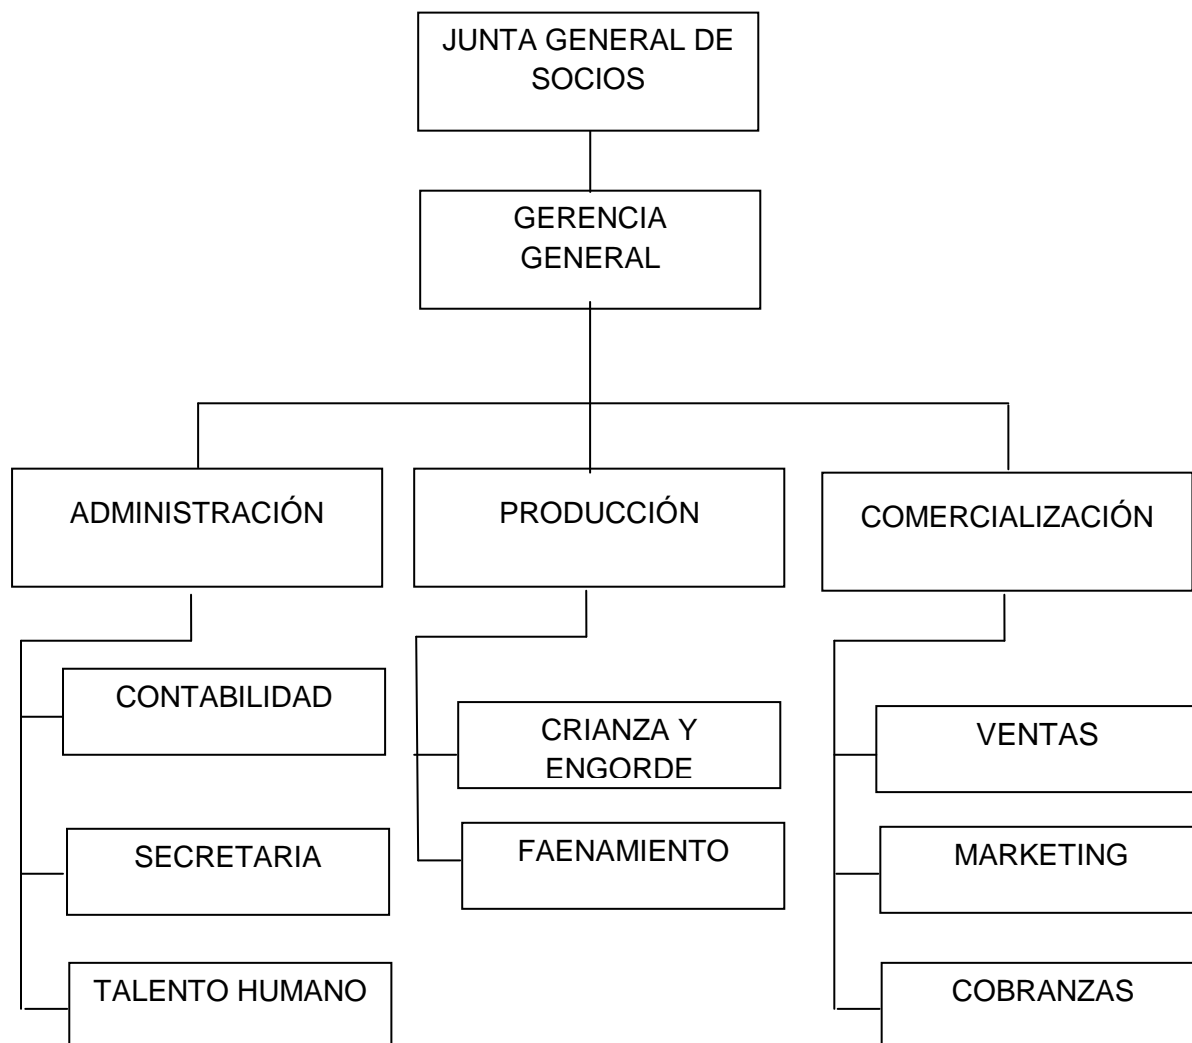 JUNTA GENERAL DE
SOCIOS
GERENCIA
GENERAL
ADMINISTRACIÓN
PRODUCCIÓN
COMERCIALIZACIÓN
CONTABILIDAD
SECRETARIA
TALENTO HUMANO
CRIANZA Y
ENGORDE
FAENAMIENTO
VENTAS
MARKETING
COBRANZAS